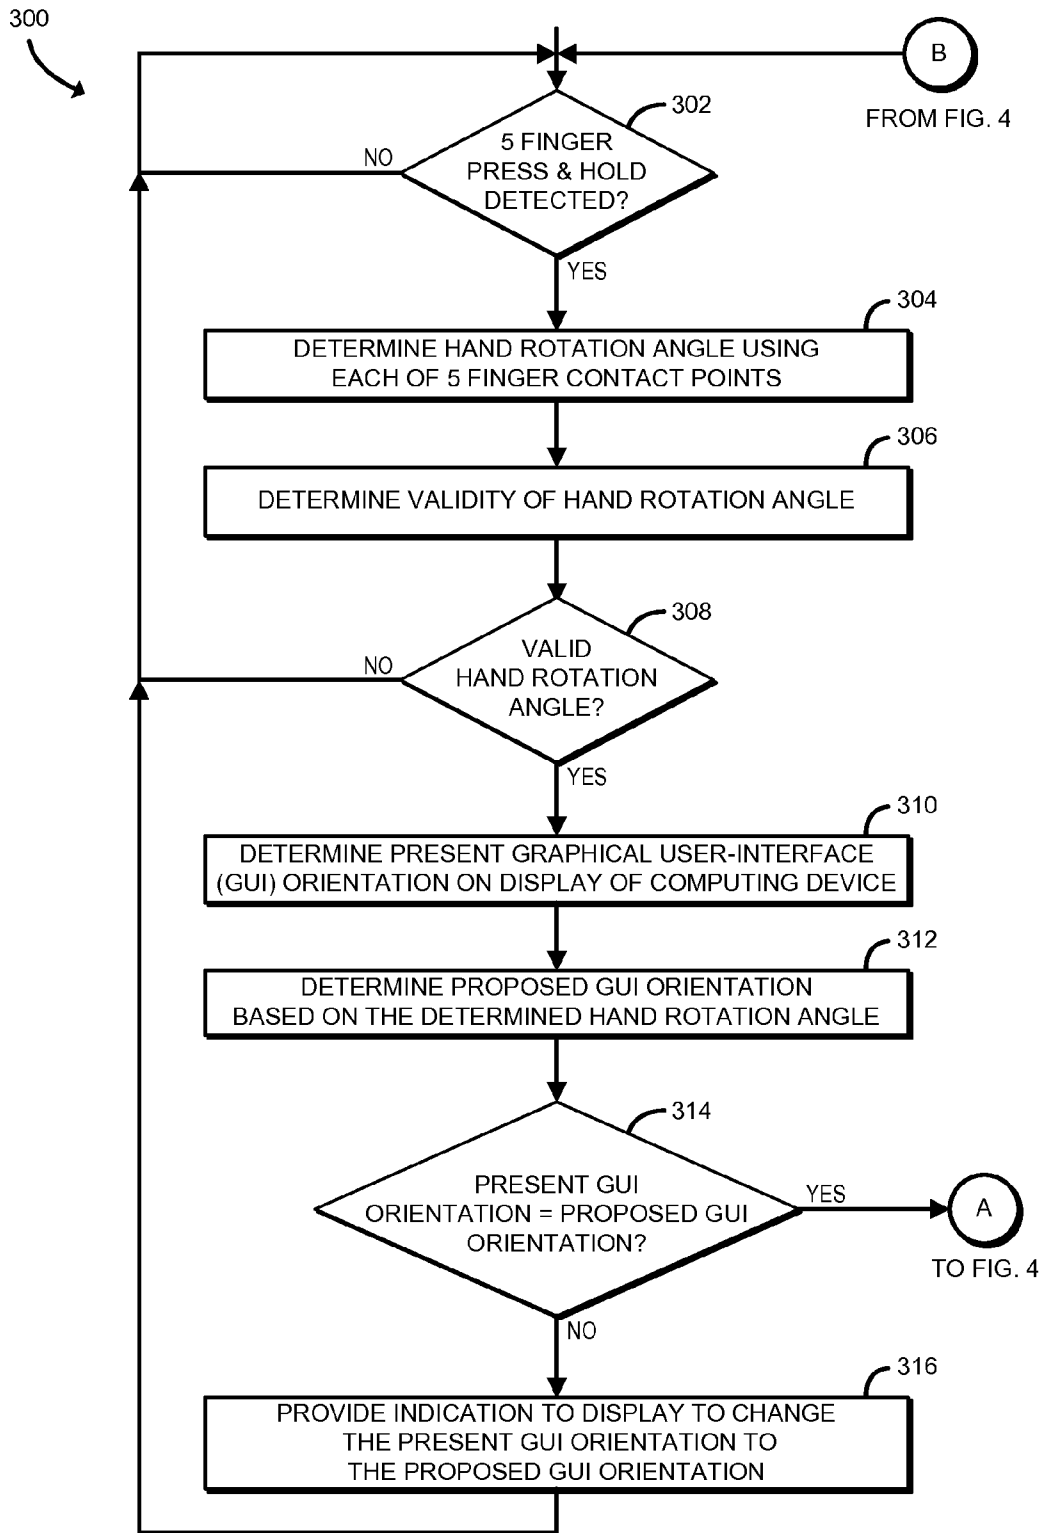 300
B
FROM FIG. 4
302
5 FINGER
PRESS & HOLD
DETECTED?
NO
YES
304
DETERMINE HAND ROTATION ANGLE USING
EACH OF 5 FINGER CONTACT POINTS
306
DETERMINE VALIDITY OF HAND ROTATION ANGLE
308
VALID
HAND ROTATION
ANGLE?
NO
YES
310
DETERMINE PRESENT GRAPHICAL USER-INTERFACE
(GUI) ORIENTATION ON DISPLAY OF COMPUTING DEVICE
312
DETERMINE PROPOSED GUI ORIENTATION
BASED ON THE DETERMINED HAND ROTATION ANGLE
314
PRESENT GUI
ORIENTATION = PROPOSED GUI
ORIENTATION?
YES
A
TO FIG. 4
NO
316
PROVIDE INDICATION TO DISPLAY TO CHANGE
THE PRESENT GUI ORIENTATION TO
THE PROPOSED GUI ORIENTATION